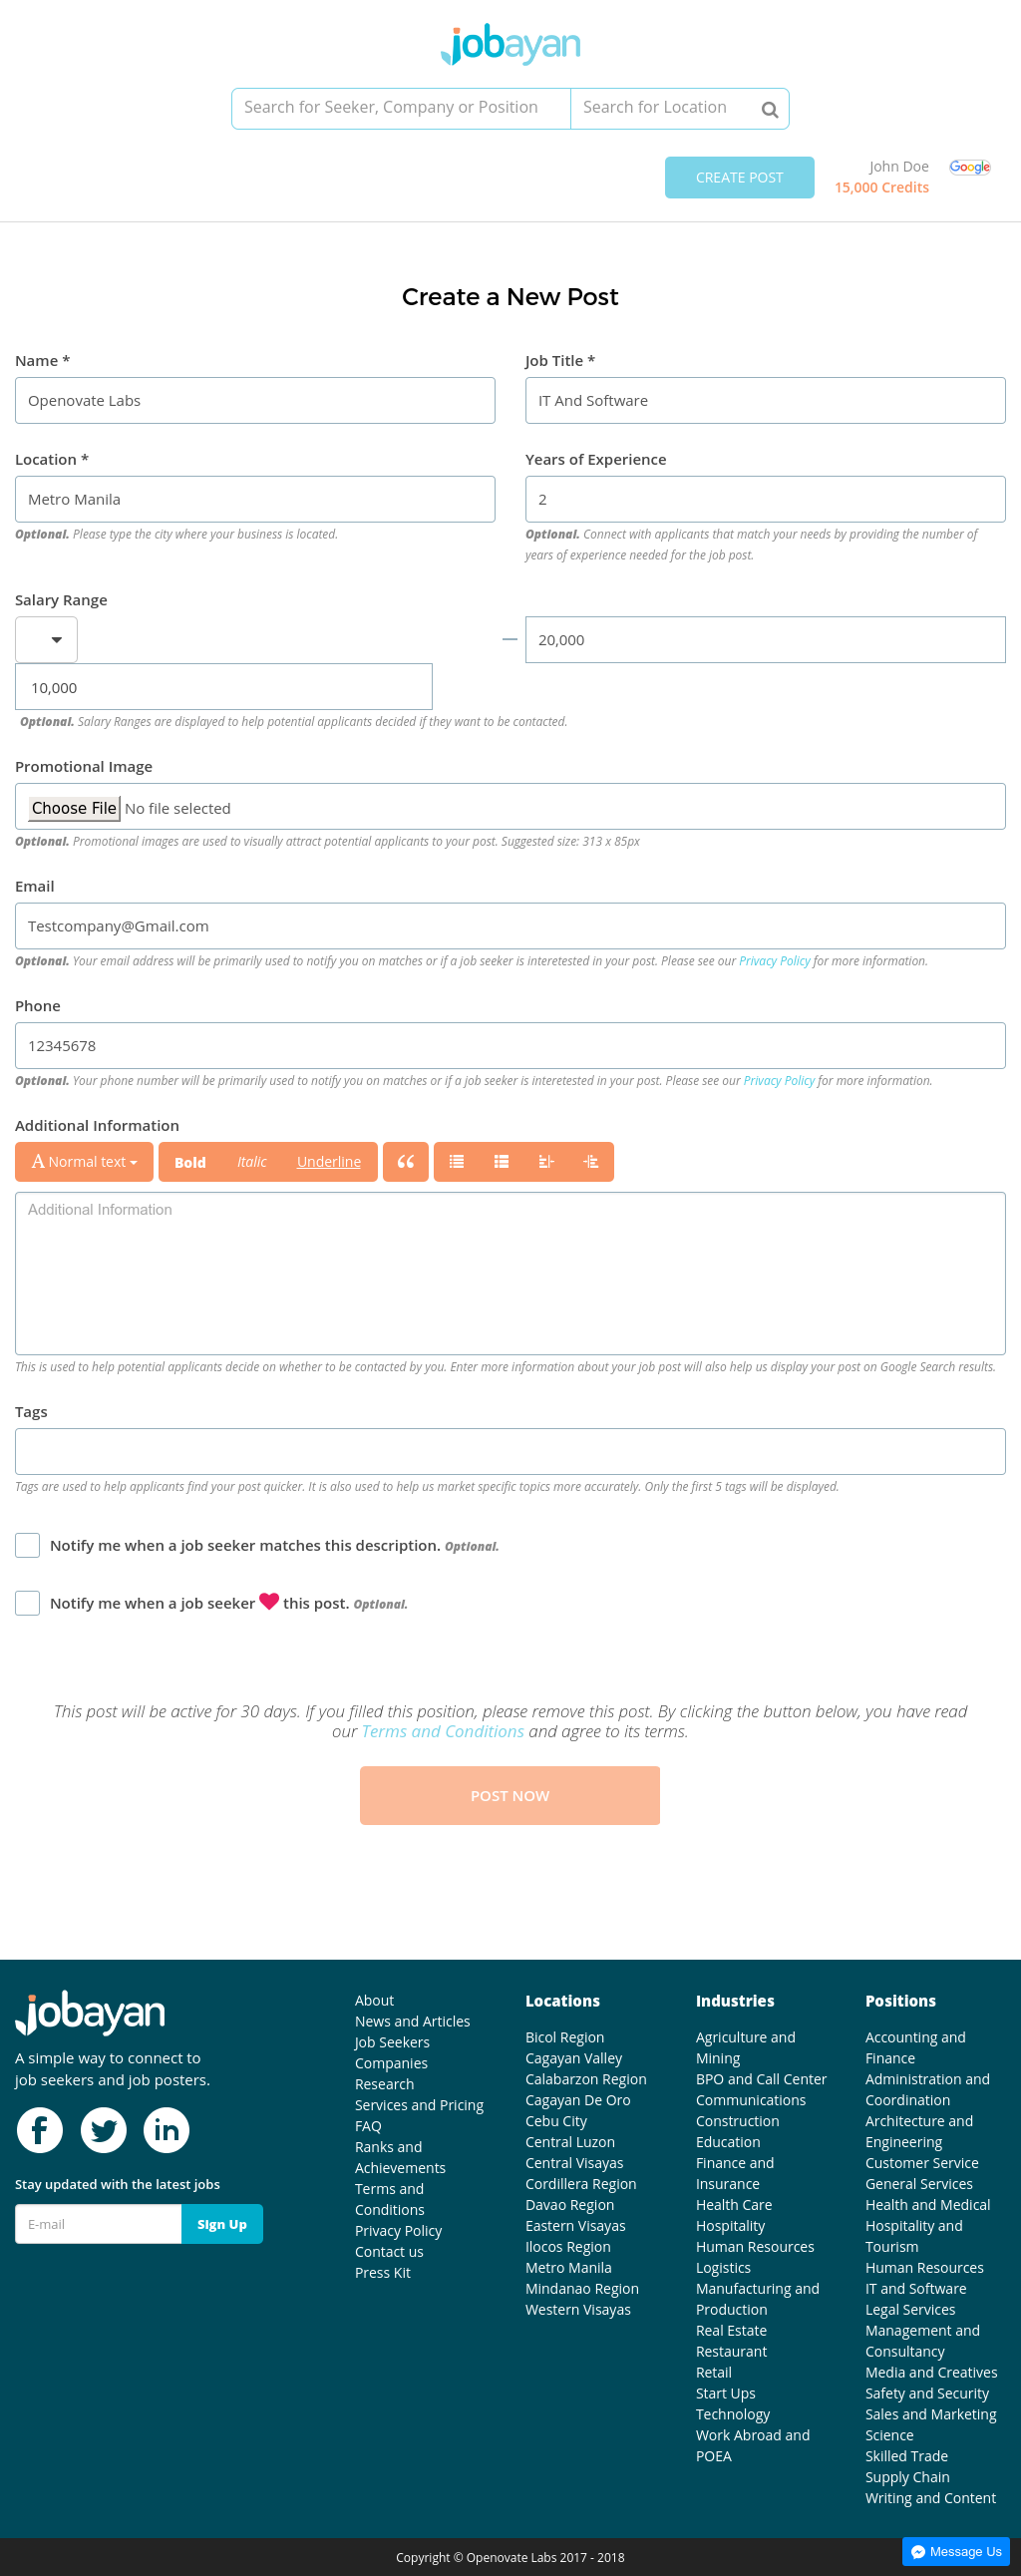 jobayan
Search for Seeker, Company or Position
Search for Location
CREATE POST
John Doe
15,000 Credits
Google
Create a New Post
Name *
Job Title *
Openovate Labs
IT And Software
Location *
Years of Experience
Metro Manila
2
Optional. Please type the city where your business is located.
Optional. Connect with applicants that match your needs by providing the number of
years of experience needed for the job post.
Salary Range
—
20,000
10,000
Optional. Salary Ranges are displayed to help potential applicants decided if they want to be contacted.
Promotional Image
Choose File No file selected
Optional. Promotional images are used to visually attract potential applicants to your post. Suggested size: 313 x 85px
Email
Testcompany@Gmail.com
Optional. Your email address will be primarily used to notify you on matches or if a job seeker is interetested in your post. Please see our Privacy Policy for more information.
Phone
12345678
Optional. Your phone number will be primarily used to notify you on matches or if a job seeker is interetested in your post. Please see our Privacy Policy for more information.
Additional Information
A Normal text
Bold
Italic
Underline
Additional Information
This is used to help potential applicants decide on whether to be contacted by you. Enter more information about your job post will also help us display your post on Google Search results.
Tags
Tags are used to help applicants find your post quicker. It is also used to help us market specific topics more accurately. Only the first 5 tags will be displayed.
Notify me when a job seeker matches this description. Optional.
Notify me when a job seeker ♥ this post. Optional.
This post will be active for 30 days. If you filled this position, please remove this post. By clicking the button below, you have read
our Terms and Conditions and agree to its terms.
POST NOW
jobayan
A simple way to connect to
job seekers and job posters.
Stay updated with the latest jobs
E-mail
Sign Up
About
News and Articles
Job Seekers
Companies
Research
Services and Pricing
FAQ
Ranks and
Achievements
Terms and
Conditions
Privacy Policy
Contact us
Press Kit
Locations
Bicol Region
Cagayan Valley
Calabarzon Region
Cagayan De Oro
Cebu City
Central Luzon
Central Visayas
Cordillera Region
Davao Region
Eastern Visayas
Ilocos Region
Metro Manila
Mindanao Region
Western Visayas
Industries
Agriculture and
Mining
BPO and Call Center
Communications
Construction
Education
Finance and
Insurance
Health Care
Hospitality
Human Resources
Logistics
Manufacturing and
Production
Real Estate
Restaurant
Retail
Start Ups
Technology
Work Abroad and
POEA
Positions
Accounting and
Finance
Administration and
Coordination
Architecture and
Engineering
Customer Service
General Services
Health and Medical
Hospitality and
Tourism
Human Resources
IT and Software
Legal Services
Management and
Consultancy
Media and Creatives
Safety and Security
Sales and Marketing
Science
Skilled Trade
Supply Chain
Writing and Content
Copyright © Openovate Labs 2017 - 2018
Message Us